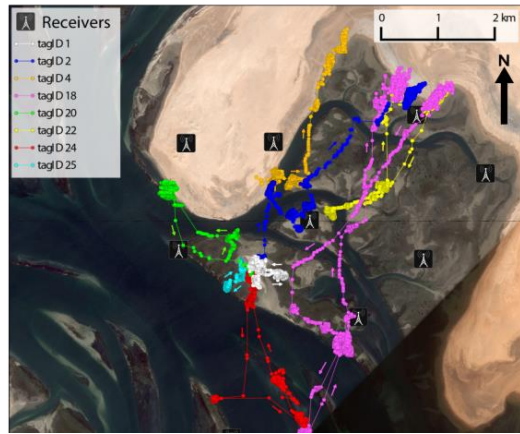 Receivers
tagID 1
tagID 2
tagID 4
tagID 18
tagID 20
tagID 22
tagID 24
tagID 25
0 1 2 km
N